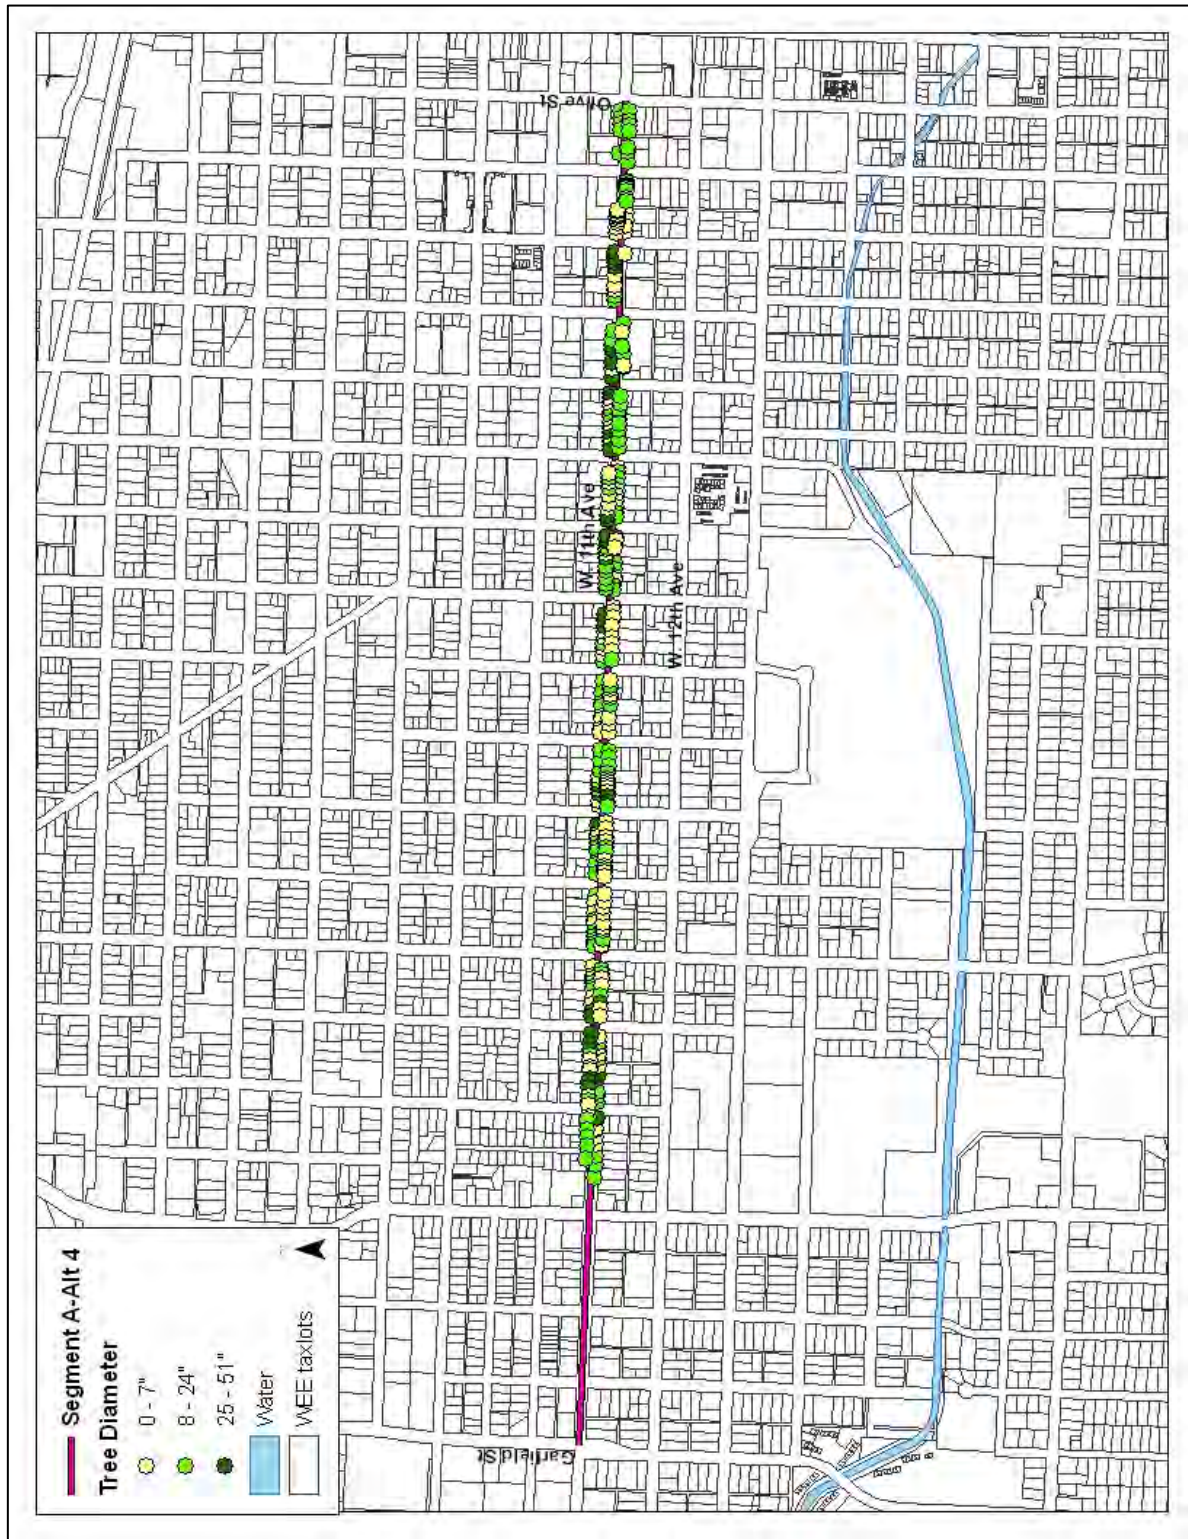 Segment A-Alt 4
Tree Diameter
0 - 7"
8 - 24"
25 - 51"
Water
WEE taxlots
Garfield St
W. 11th Ave
W. 12th Ave
Olive St